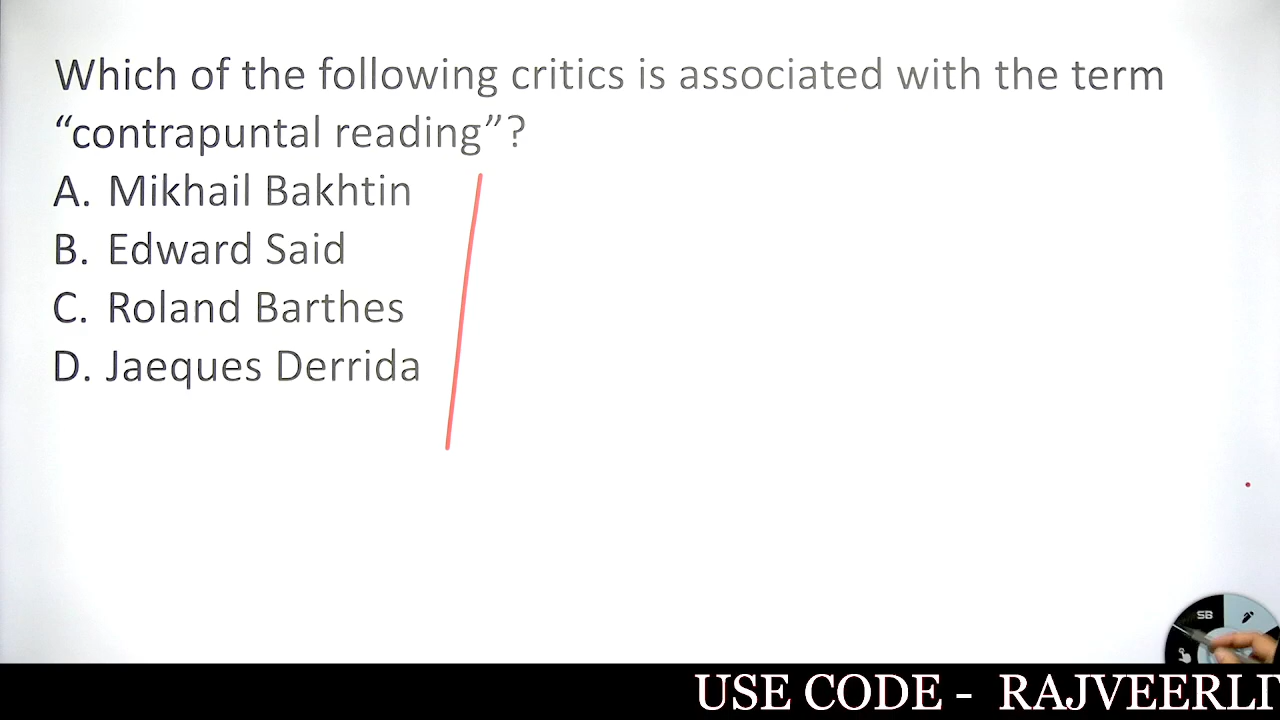 Which of the following critics is associated with the term
“contrapuntal reading”?
A. Mikhail Bakhtin
B. Edward Said
C. Roland Barthes
D. Jaeques Derrida
SB
USE CODE - RAJVEERLI